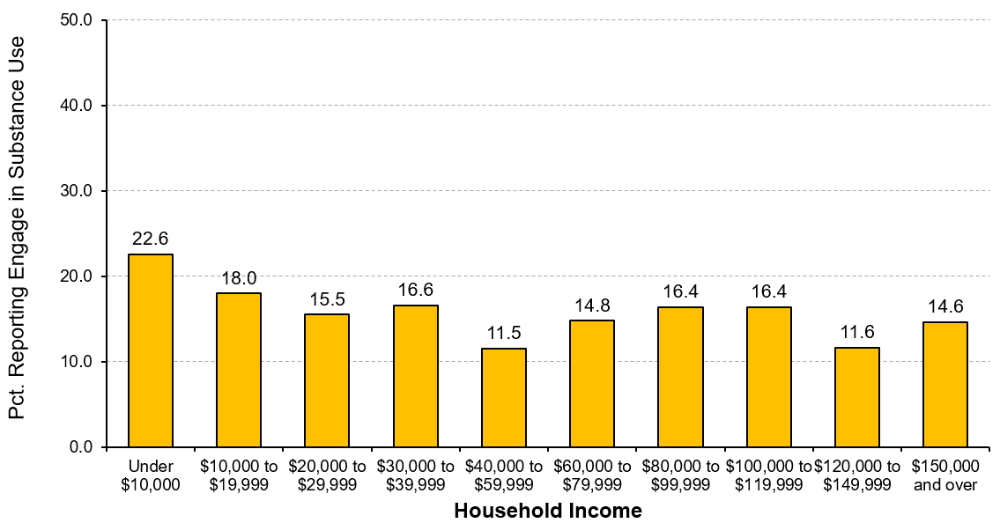 Pct. Reporting Engage in Substance Use
50.0
40.0
30.0
20.0
10.0
0.0
22.6
18.0
15.5
16.6
11.5
14.8
16.4
16.4
11.6
14.6
Under
$10,000
$10,000 to
$19,999
$20,000 to
$29,999
$30,000 to
$39,999
$40,000 to
$59,999
$60,000 to
$79,999
$80,000 to
$99,999
$100,000 to
$119,999
$120,000 to
$149,999
$150,000
and over
Household Income